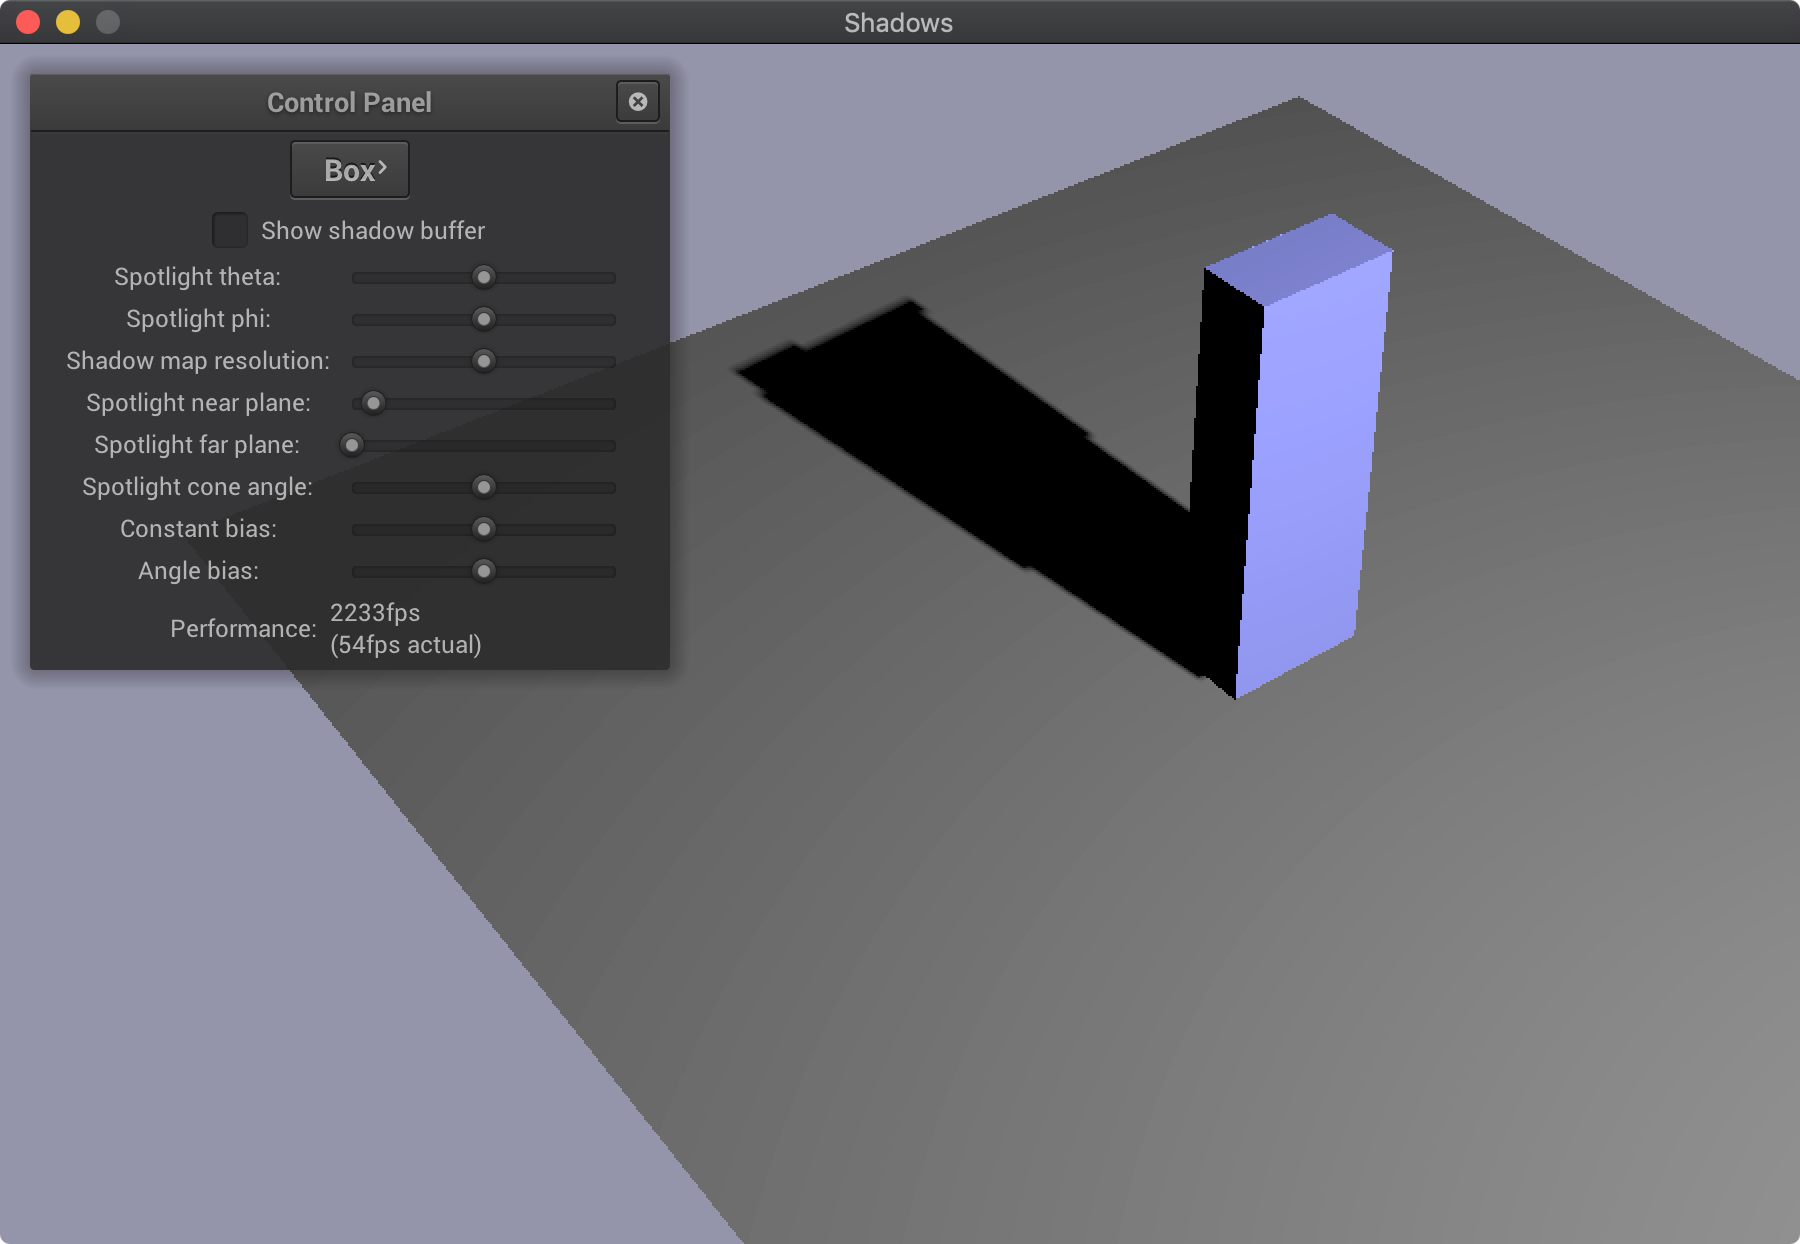 Shadows
Control Panel
Box
Show shadow buffer
Spotlight theta:
Spotlight phi:
Shadow map resolution:
Spotlight near plane:
Spotlight far plane:
Spotlight cone angle:
Constant bias:
Angle bias:
Performance: 2233fps
(54fps actual)